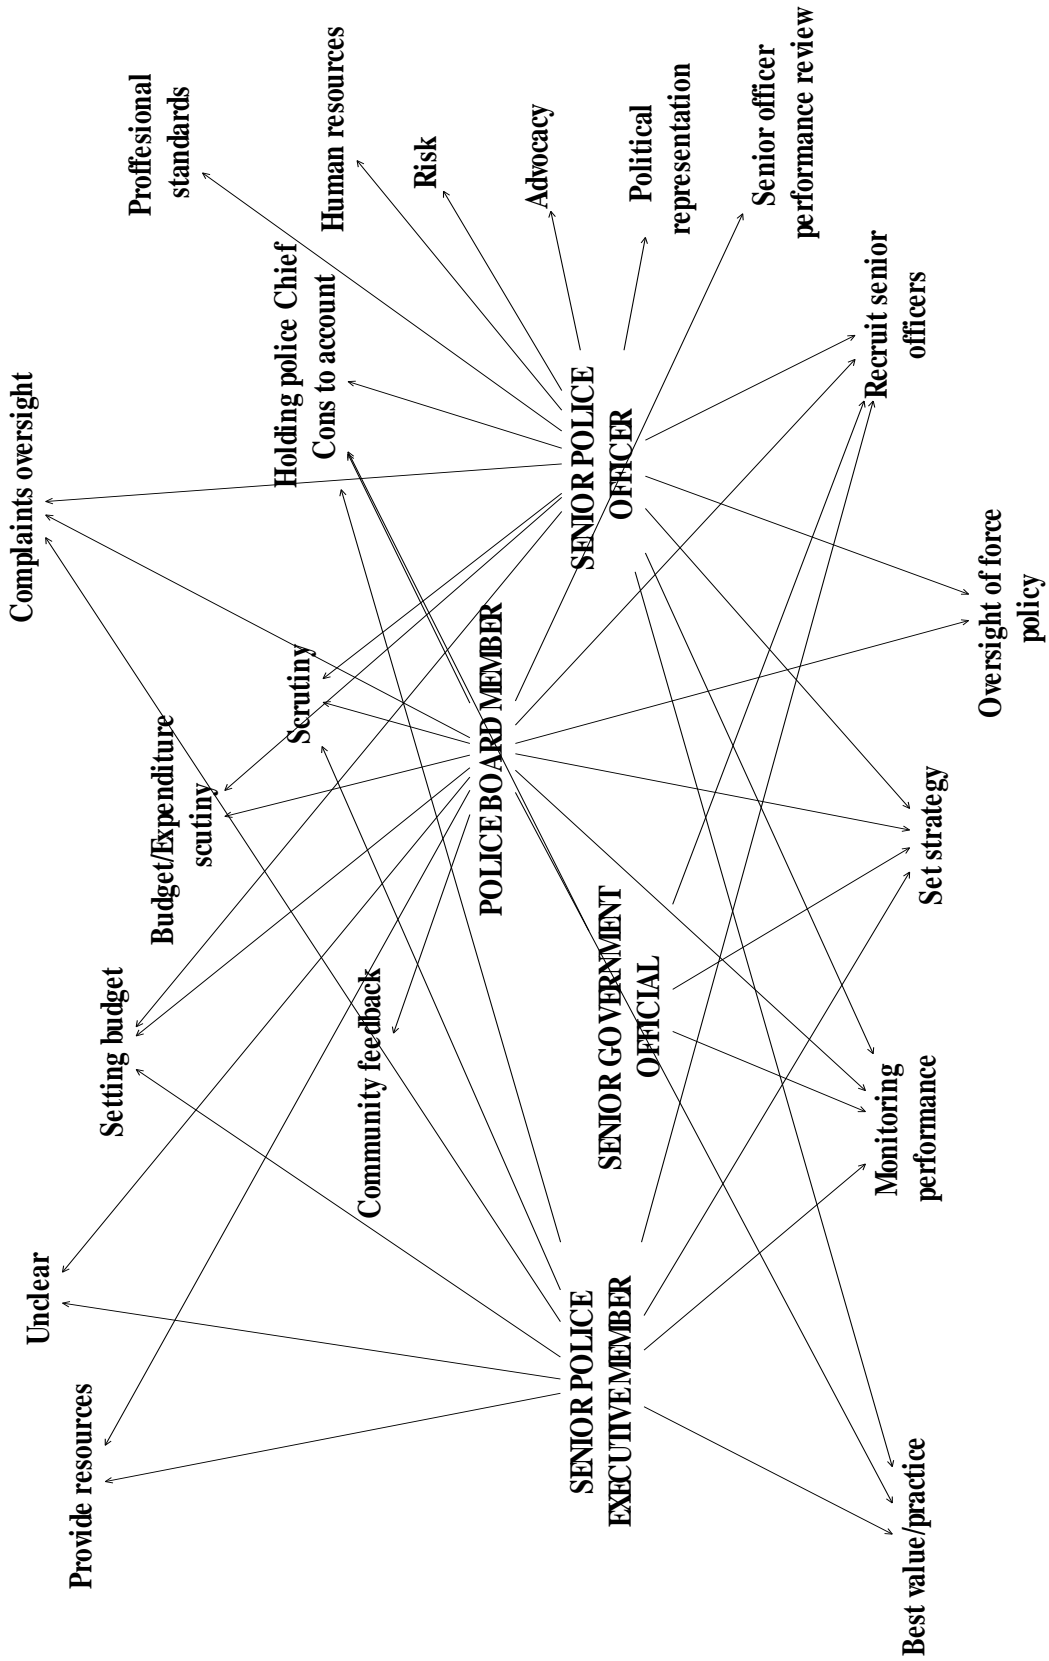 Complaints oversight
Unclear
Provide resources
Setting budget
Proffesional
standards
Budget/Expenditure
scutiny
Holding police Chief
Cons to account
Scrutiny
Human resources
Community feedback
Risk
POLICE BOARD MEMBER
Advocacy
SENIOR POLICE
EXECUTIVE MEMBER
SENIOR POLICE
OFFICER
SENIOR GOVERNMENT
OFFICIAL
Political
representation
Senior officer
performance review
Recruit senior
officers
Monitoring
performance
Best value/practice
Set strategy
Oversight of force
policy